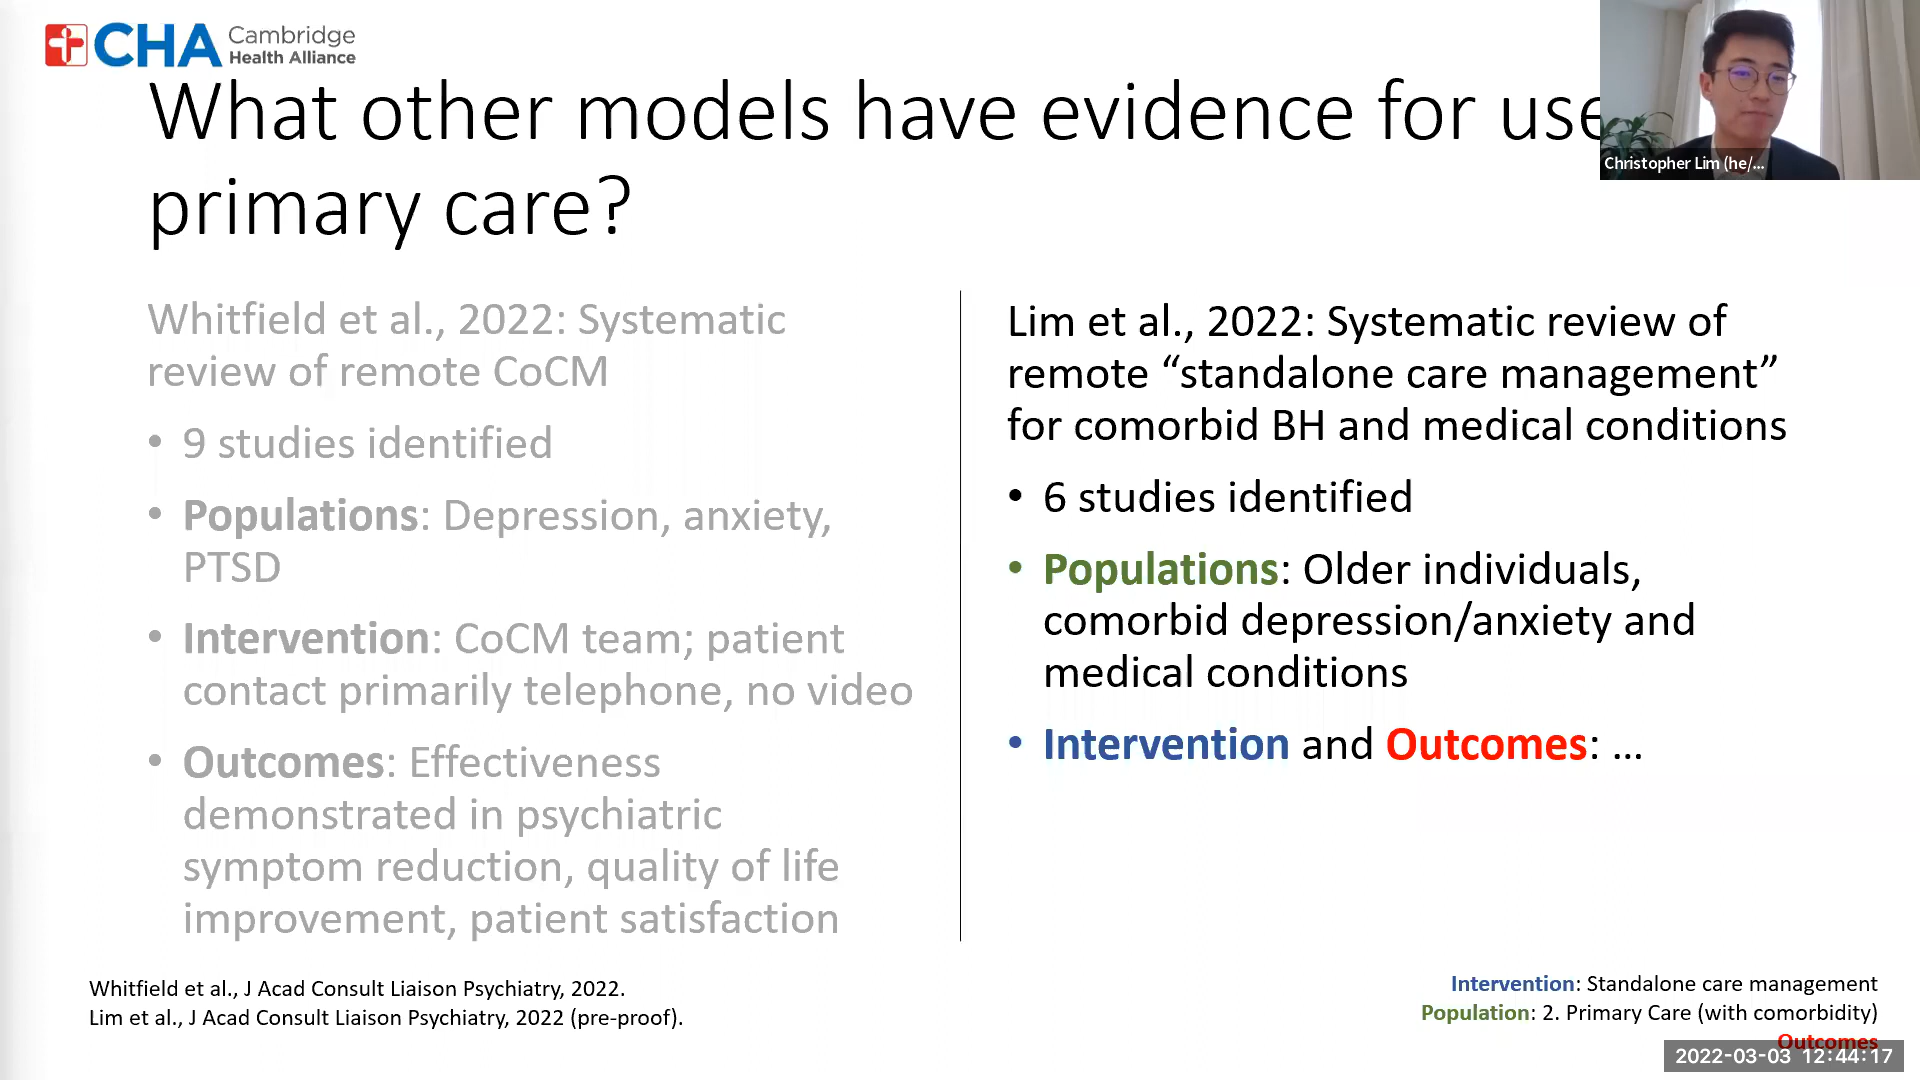 CHA Cambridge
Health Alliance
What other models have evidence for use
primary care?
Christopher Lim (he/...
Whitfield et al., 2022: Systematic
review of remote CoCM
• 9 studies identified
• Populations: Depression, anxiety,
PTSD
• Intervention: CoCM team; patient
contact primarily telephone, no video
• Outcomes: Effectiveness
demonstrated in psychiatric
symptom reduction, quality of life
improvement, patient satisfaction
Lim et al., 2022: Systematic review of
remote “standalone care management”
for comorbid BH and medical conditions
• 6 studies identified
• Populations: Older individuals,
comorbid depression/anxiety and
medical conditions
• Intervention and Outcomes: ...
Whitfield et al., J Acad Consult Liaison Psychiatry, 2022.
Lim et al., J Acad Consult Liaison Psychiatry, 2022 (pre-proof).
Intervention: Standalone care management
Population: 2. Primary Care (with comorbidity)
Outcomes
2022-03-03 12:44:17